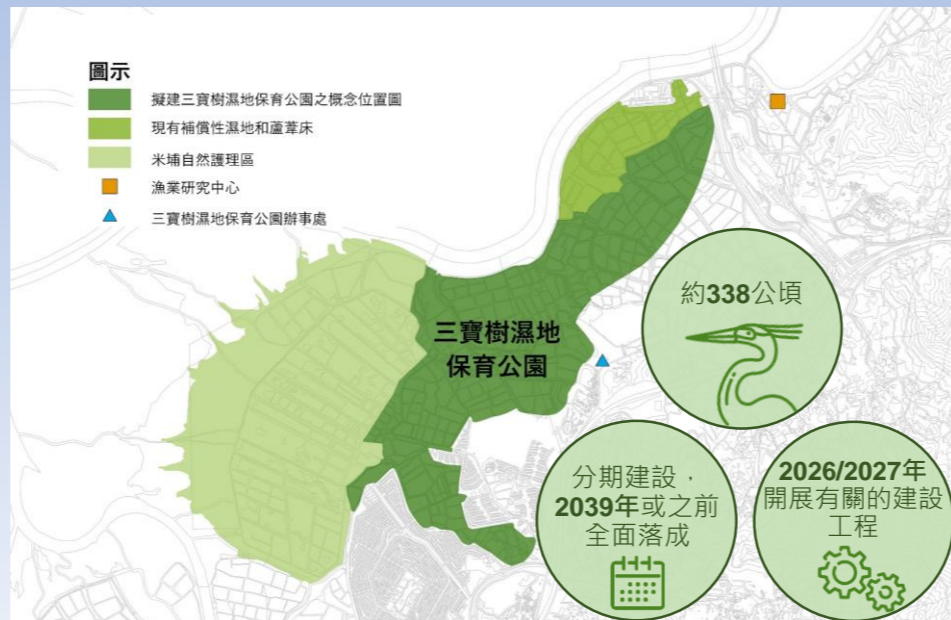 圖示
擬建三寶樹濕地保育公園之概念位置圖
現有補償性濕地和蘆葦床
米埔自然護理區
漁業研究中心
三寶樹濕地保育公園辦事處
三寶樹濕地
保育公園
約338公頃
分期建設，
2039年或之前
全面落成
2026/2027年
開展有關的建設
工程